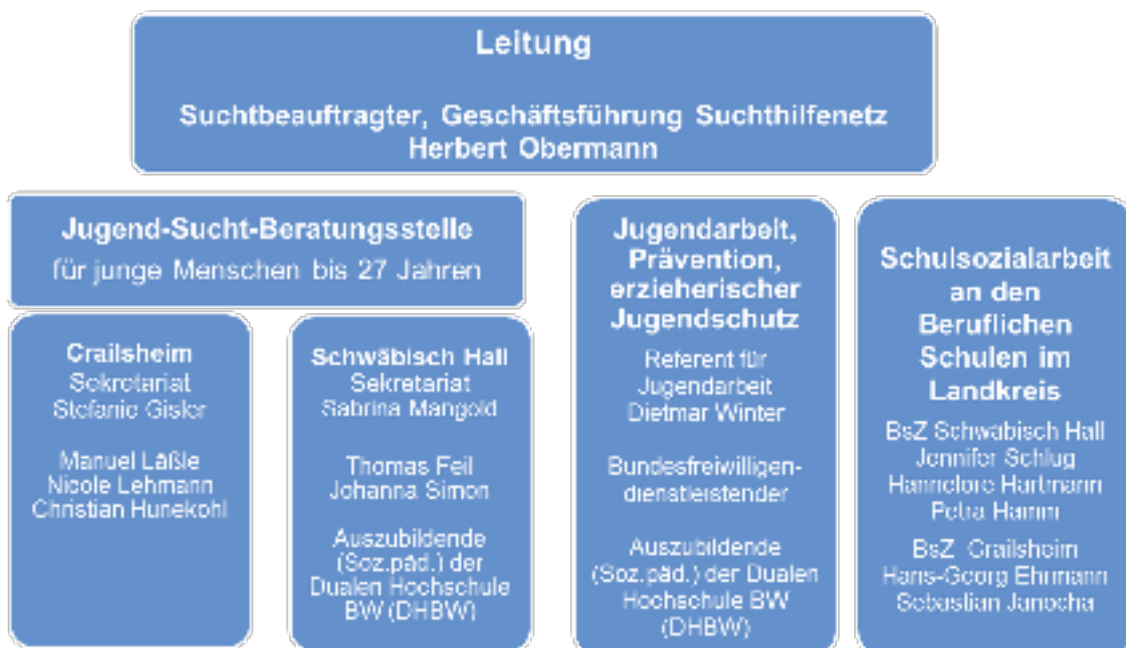 Leitung
Suchtbeauftragter, Geschäftsführung Suchthilfenetz
Herbert Obermann
Jugend-Sucht-Beratungsstelle
für junge Menschen bis 27 Jahren
Crailsheim
Sekretariat
Stefanie Gisler
Manuel Läßle
Nicole Lehmann
Christian Hunekohl
Schwäbisch Hall
Sekretariat
Sabrina Mangold
Thomas Feil
Johanna Simon
Auszubildende
(Soz.päd.) der
Dualen Hochschule
BW (DHBW)
Jugendarbeit,
Prävention,
erzieherischer
Jugendschutz
Referent für
Jugendarbeit
Dietmar Winter
Bundesfreiwilligen-
dienstleistender
Auszubildende
(Soz.päd.) der Dualen
Hochschule BW
(DHBW)
Schulsozialarbeit
an den
Beruflichen
Schulen im
Landkreis
BsZ Schwäbisch Hall
Jennifer Schlug
Hannelore Hartmann
Petra Hamm
BsZ Crailsheim
Hans-Georg Ehrmann
Sebastian Janocha